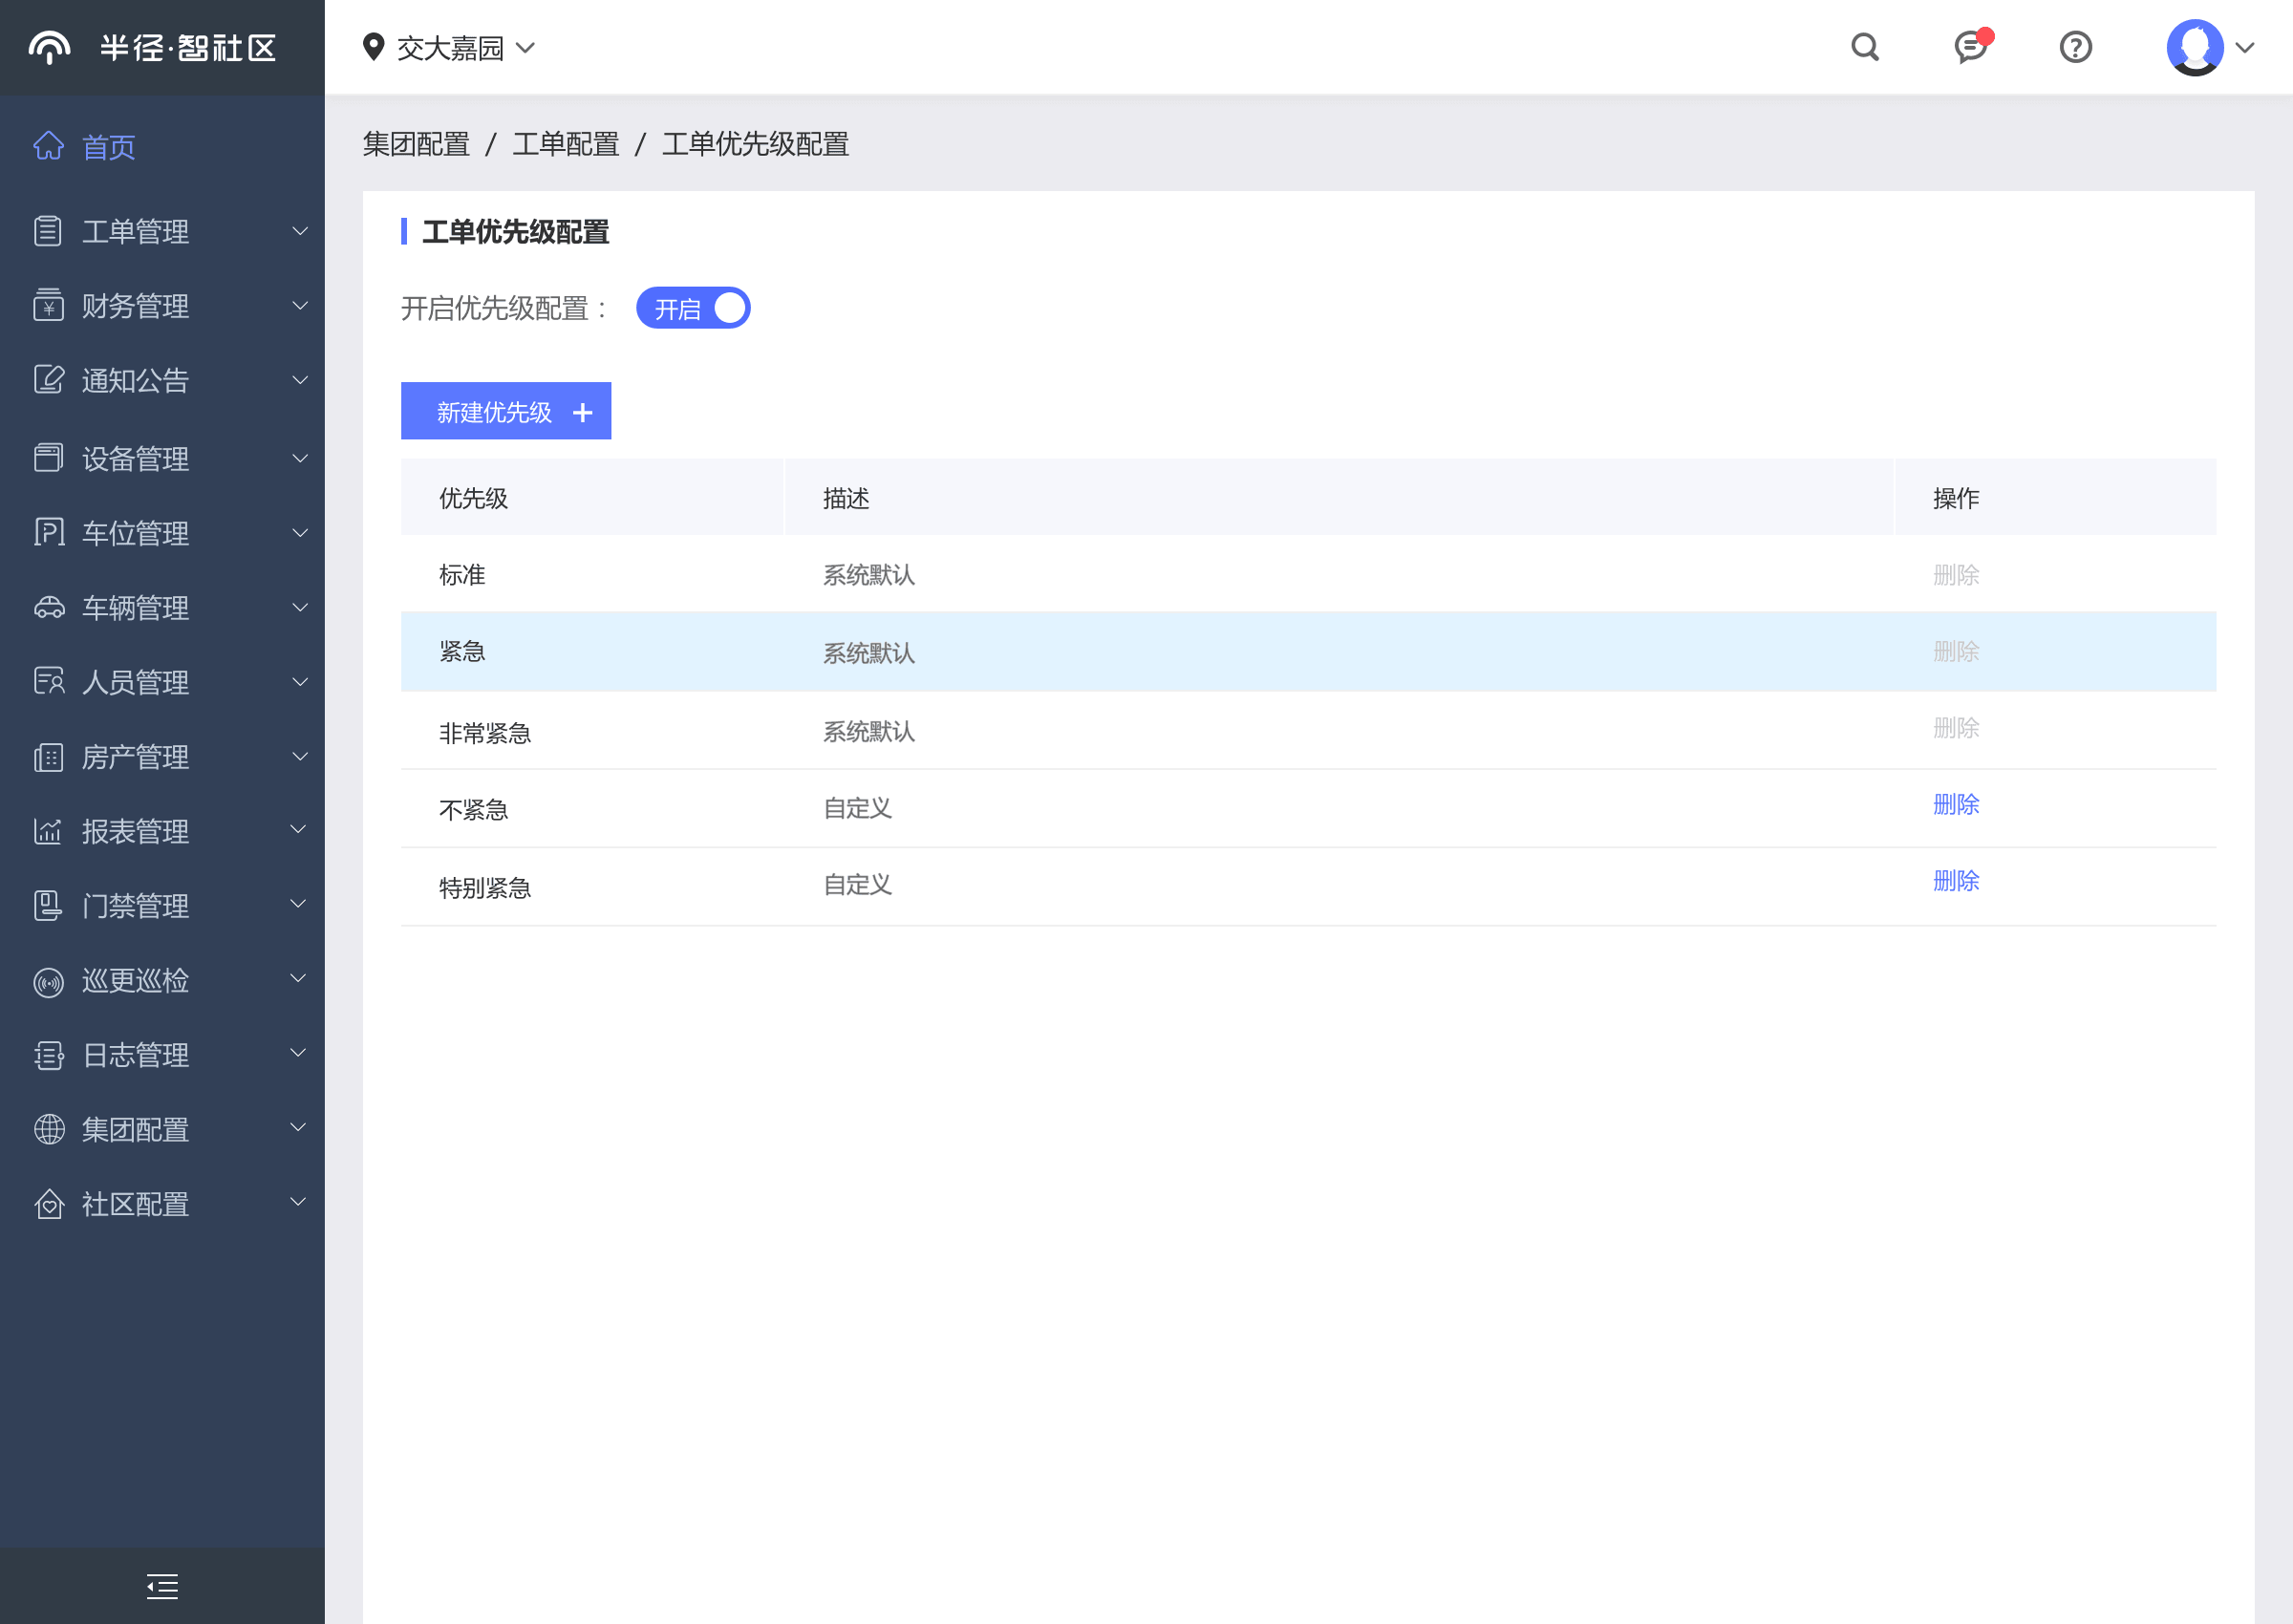 半径·智社区
交大嘉园
首页
工单管理
财务管理
通知公告
设备管理
车位管理
车辆管理
人员管理
房产管理
报表管理
门禁管理
巡更巡检
日志管理
集团配置
社区配置
集团配置 / 工单配置 / 工单优先级配置
工单优先级配置
开启优先级配置： 开启
新建优先级 +
优先级 描述 操作
标准 系统默认 删除
紧急 系统默认 删除
非常紧急 系统默认 删除
不紧急 自定义 删除
特别紧急 自定义 删除